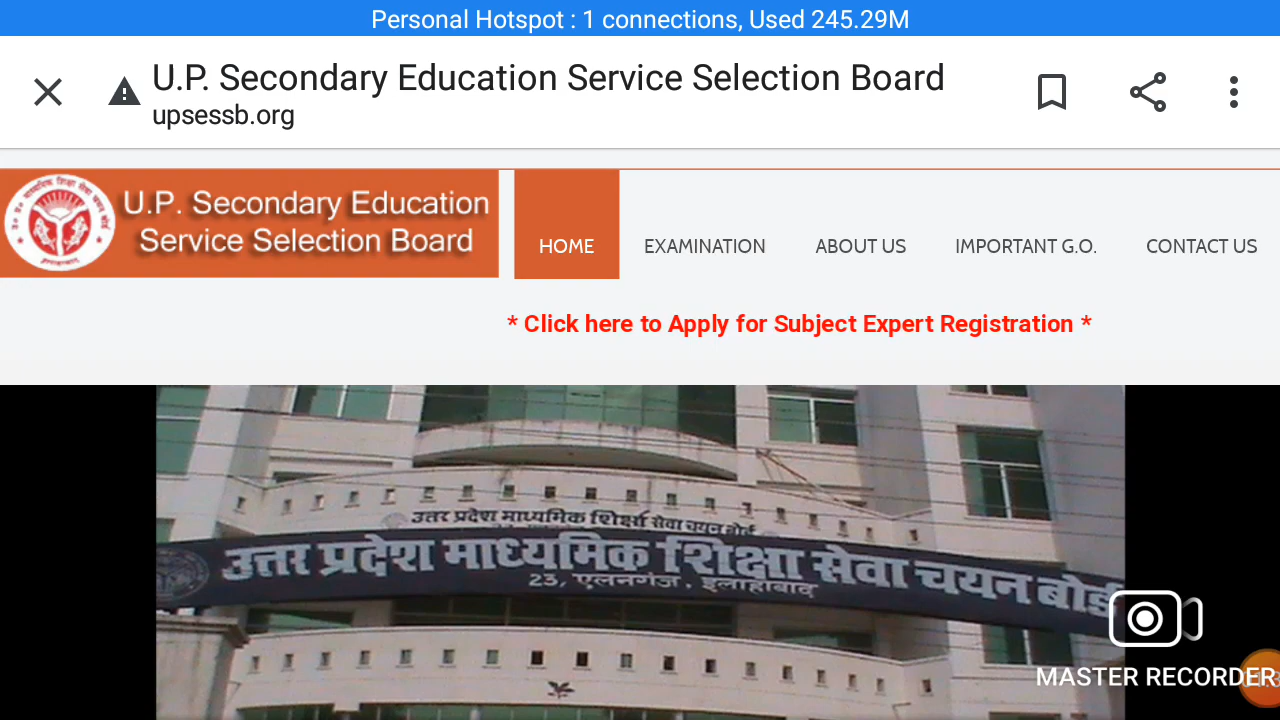 Personal Hotspot : 1 connections, Used 245.29M
U.P. Secondary Education Service Selection Board
upsessb.org
U.P. Secondary Education
Service Selection Board
HOME
EXAMINATION
ABOUT US
IMPORTANT G.O.
CONTACT US
* Click here to Apply for Subject Expert Registration *
उत्तर प्रदेश माध्यमिक शिक्षा सेवा चयन बोर्ड
उत्तर प्रदेश माध्यमिक शिक्षा सेवा चयन बोर्ड
23, एलनगंज, इलाहाबाद
MASTER RECORDER